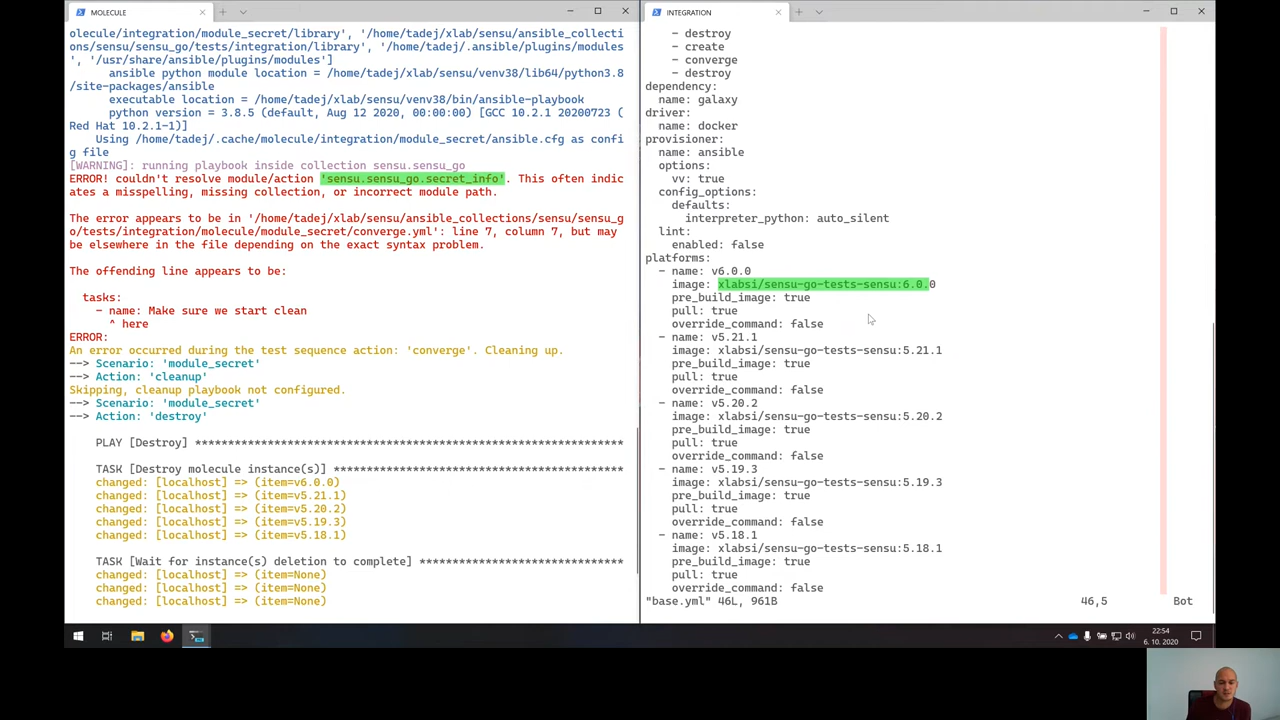 MOLECULE
olecule/integration/module_secret/library', '/home/tadej/xlab/sensu/ansible_collecti
ons/sensu/sensu_go/tests/integration/library', '/home/tadej/.ansible/plugins/modules
', '/usr/share/ansible/plugins/modules']
ansible python module location = /home/tadej/xlab/sensu/venv38/lib64/python3.8
/site-packages/ansible
executable location = /home/tadej/xlab/sensu/venv38/bin/ansible-playbook
python version = 3.8.5 (default, Aug 12 2020, 00:00:00) [GCC 10.2.1 20200723 (
Red Hat 10.2.1-1)]
Using /home/tadej/.cache/molecule/integration/module_secret/ansible.cfg as confi
g file
[WARNING]: running playbook inside collection sensu.sensu_go
ERROR! couldn't resolve module/action 'sensu.sensu_go.secret_info'. This often indic
ates a misspelling, missing collection, or incorrect module path.
The error appears to be in '/home/tadej/xlab/sensu/ansible_collections/sensu/sensu_g
o/tests/integration/molecule/module_secret/converge.yml': line 7, column 7, but may
be elsewhere in the file depending on the exact syntax problem.
The offending line appears to be:
tasks:
- name: Make sure we start clean
^ here
ERROR:
An error occurred during the test sequence action: 'converge'. Cleaning up.
--> Scenario: 'module_secret'
--> Action: 'cleanup'
Skipping, cleanup playbook not configured.
--> Scenario: 'module_secret'
--> Action: 'destroy'
PLAY [Destroy] *****************************************************************
TASK [Destroy molecule instance(s)] ********************************************
changed: [localhost] => (item=v6.0.0)
changed: [localhost] => (item=v5.21.1)
changed: [localhost] => (item=v5.20.2)
changed: [localhost] => (item=v5.19.3)
changed: [localhost] => (item=v5.18.1)
TASK [Wait for instance(s) deletion to complete] *******************************
changed: [localhost] => (item=None)
changed: [localhost] => (item=None)
changed: [localhost] => (item=None)
INTEGRATION
- destroy
- create
- converge
- destroy
dependency:
name: galaxy
driver:
name: docker
provisioner:
name: ansible
options:
vv: true
config_options:
defaults:
interpreter_python: auto_silent
lint:
enabled: false
platforms:
- name: v6.0.0
image: xlabsi/sensu-go-tests-sensu:6.0.0
pre_build_image: true
pull: true
override_command: false
- name: v5.21.1
image: xlabsi/sensu-go-tests-sensu:5.21.1
pre_build_image: true
pull: true
override_command: false
- name: v5.20.2
image: xlabsi/sensu-go-tests-sensu:5.20.2
pre_build_image: true
pull: true
override_command: false
- name: v5.19.3
image: xlabsi/sensu-go-tests-sensu:5.19.3
pre_build_image: true
pull: true
override_command: false
- name: v5.18.1
image: xlabsi/sensu-go-tests-sensu:5.18.1
pre_build_image: true
pull: true
override_command: false
"base.yml" 46L, 961B 46,5 Bot
22:54
6. 10. 2020